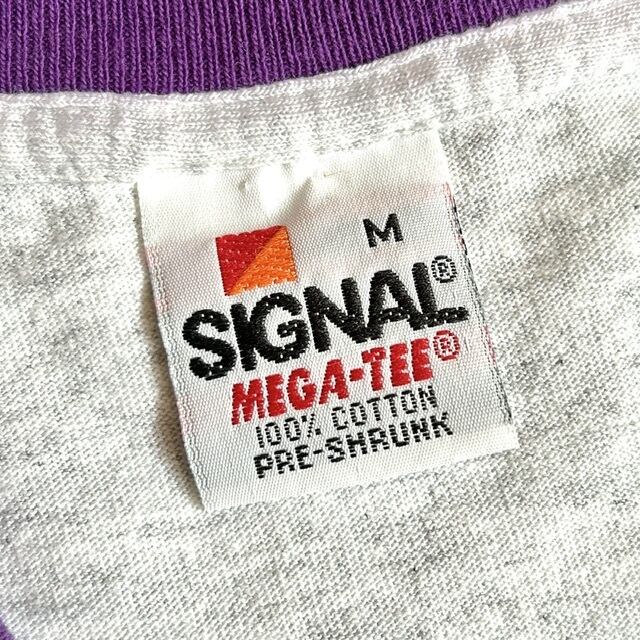 M
SIGNAL®
MEGA-TEE®
100% COTTON
PRE-SHRUNK